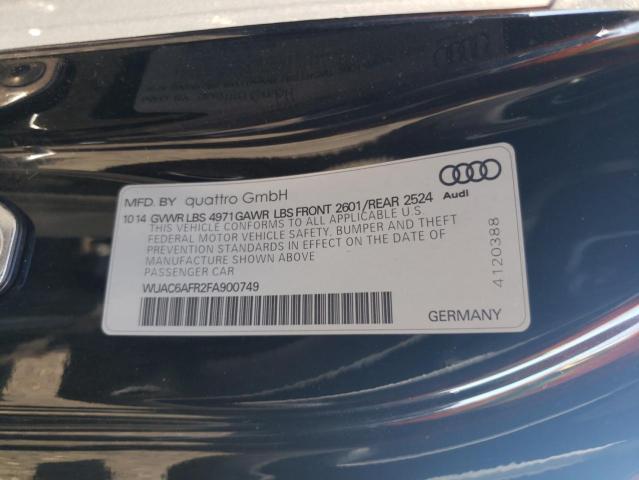 MFD. BY quattro GmbH
1014 GVWR LBS 4971 GAWR LBS FRONT 2601/REAR 2524
THIS VEHICLE CONFORMS TO ALL APPLICABLE U.S.
FEDERAL MOTOR VEHICLE SAFETY, BUMPER AND THEFT
PREVENTION STANDARDS IN EFFECT ON THE DATE OF
MANUFACTURE SHOWN ABOVE
PASSENGER CAR
WUAC6AFR2FA900749
Audi
4120388
GERMANY